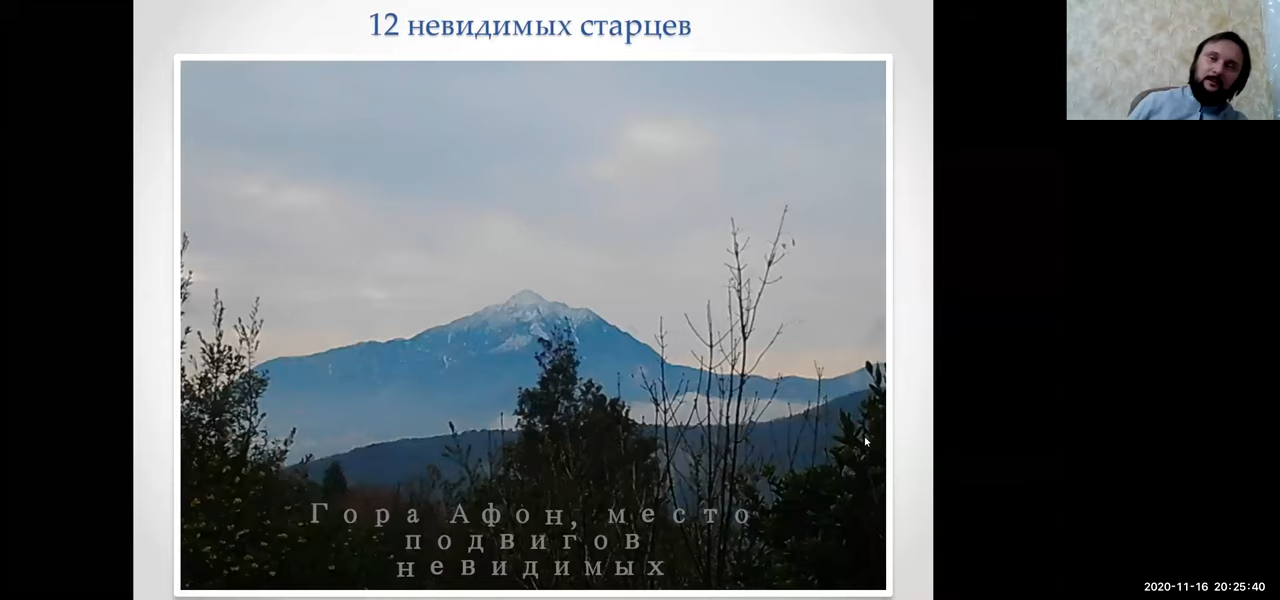 12 невидимых старцев
Гора Афон, место
подвигов
невидимых
2020-11-16 20:25:40